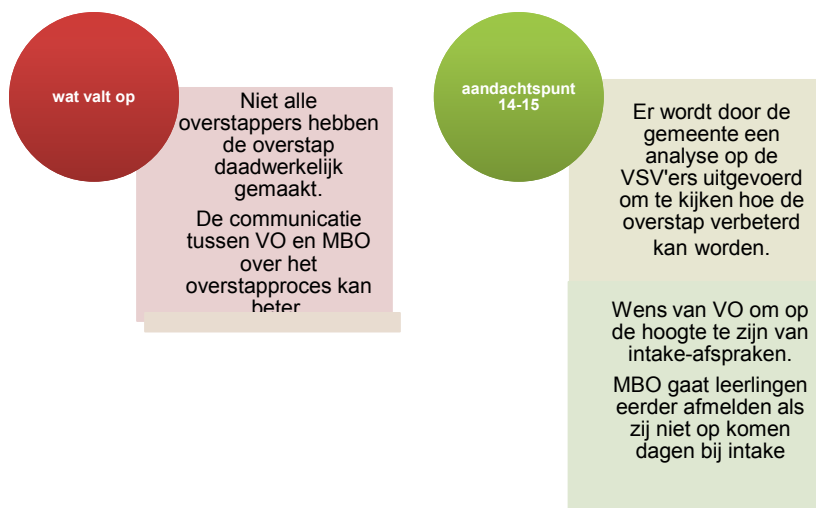 wat valt op
Niet alle
overstappers hebben
de overstap
daadwerkelijk
gemaakt.
De communicatie
tussen VO en MBO
over het
overstapproces kan
beter
aandachtspunt
14-15
Er wordt door de
gemeente een
analyse op de
VSV'ers uitgevoerd
om te kijken hoe de
overstap verbeterd
kan worden.
Wens van VO om op
de hoogte te zijn van
intake-afspraken.
MBO gaat leerlingen
eerder afmelden als
zij niet op komen
dagen bij intake